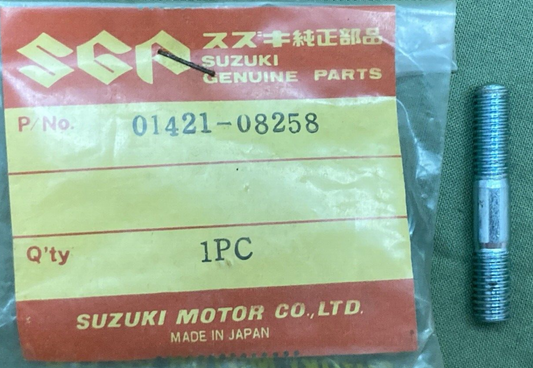 SGP
スズキ純正部品
SUZUKI
GENUINE PARTS
P/No. 01421-08258
Q'ty 1PC
SUZUKI MOTOR CO.,LTD.
MADE IN JAPAN